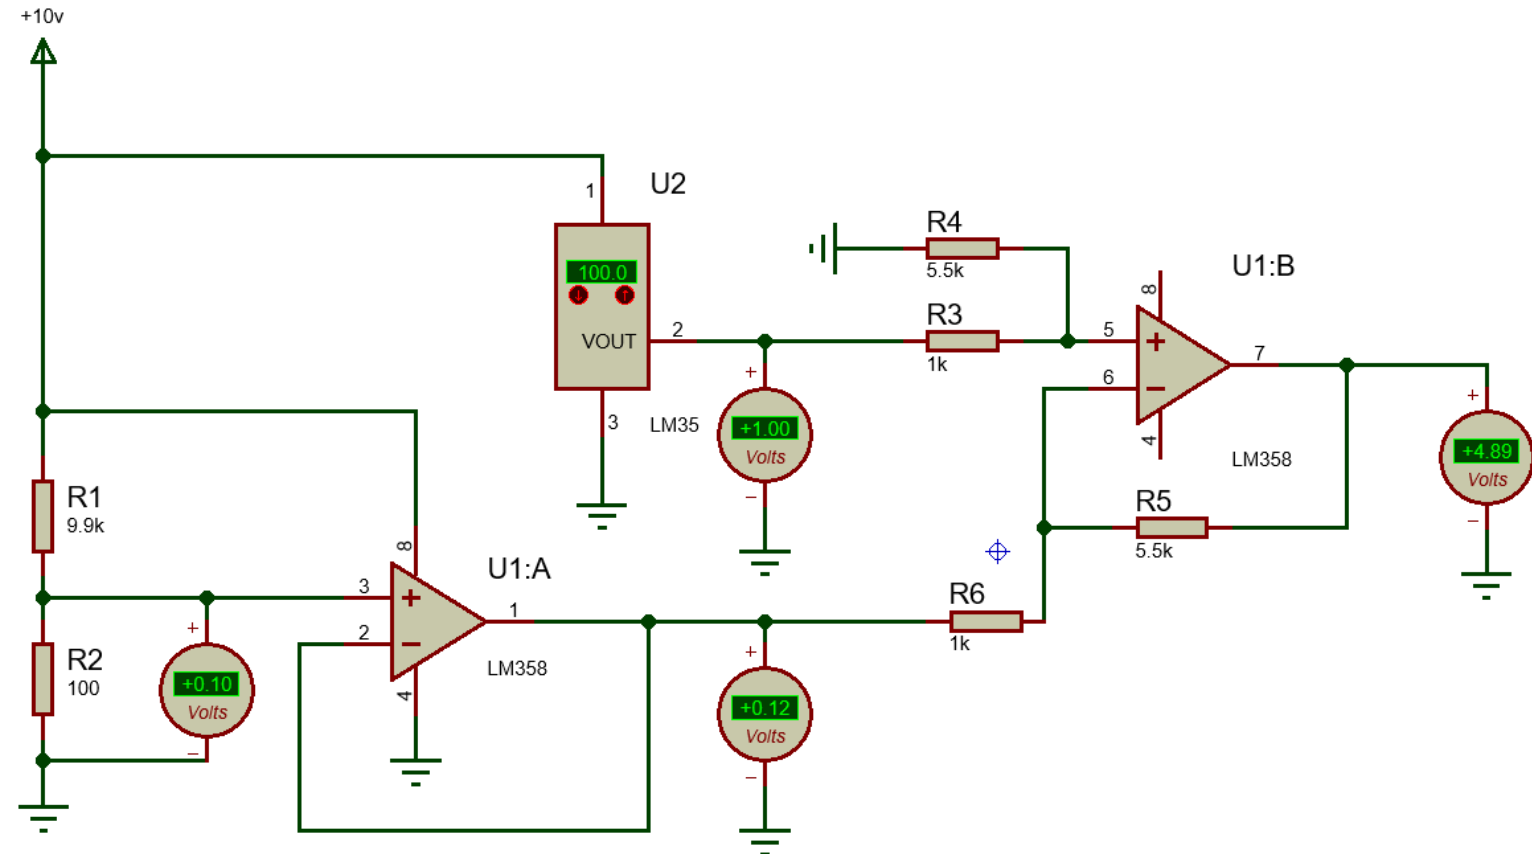 +10v
1
U2
100.0
VOUT
2
3
LM35
+
+1.00
Volts
−
R4
5.5k
R3
1k
U1:B
8
5
+
6
−
4
7
LM358
+
+4.89
Volts
−
R5
5.5k
R1
9.9k
8
U1:A
3
+
2
−
4
1
LM358
R2
100
+
+0.10
Volts
−
+
+0.12
Volts
−
R6
1k